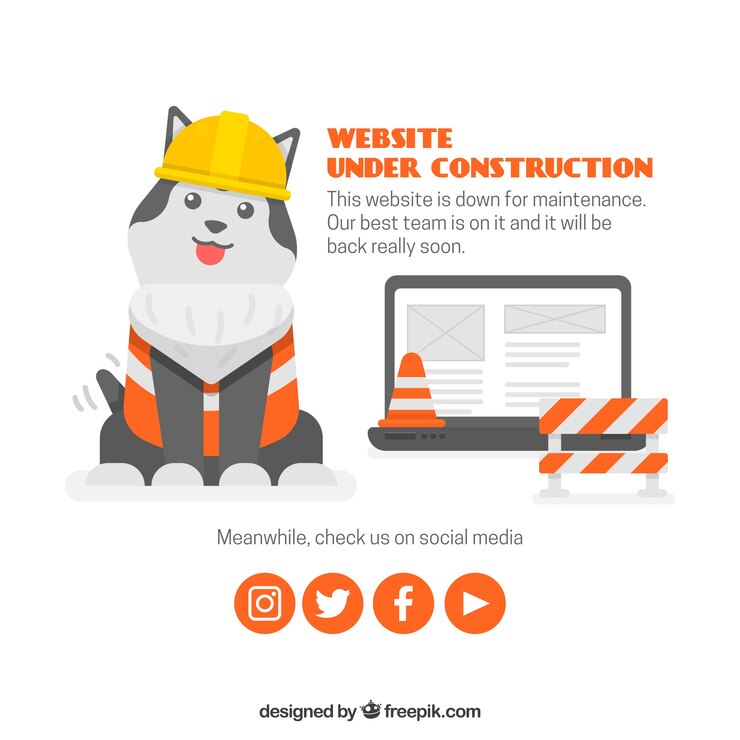 WEBSITE
UNDER CONSTRUCTION
This website is down for maintenance.
Our best team is on it and it will be
back really soon.
Meanwhile, check us on social media
designed by freepik.com